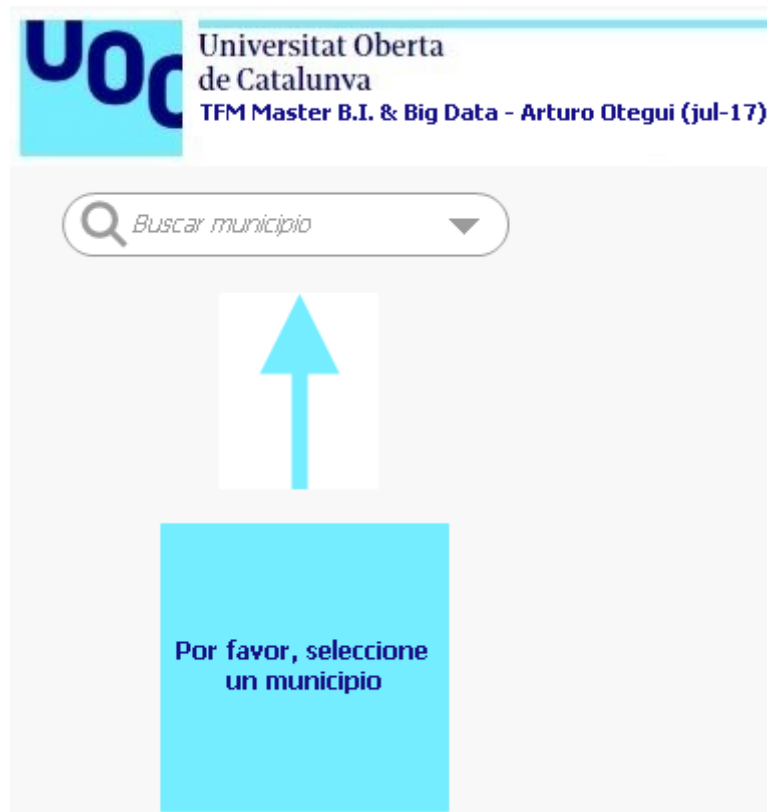 UOC
Universitat Oberta
de Catalunya
TFM Master B.I. & Big Data - Arturo Otegui (jul-17)
Buscar municipio
Por favor, seleccione
un municipio